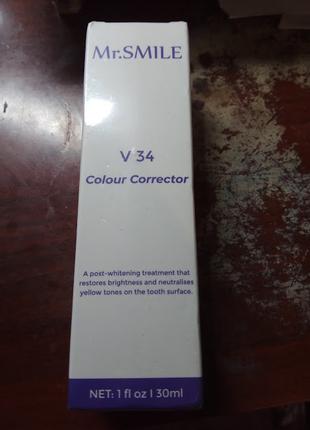 Mr.SMILE
V 34
Colour Corrector
A post-whitening treatment that
restores brightness and neutralises
yellow tones on the tooth surface.
NET: 1 fl oz I 30ml